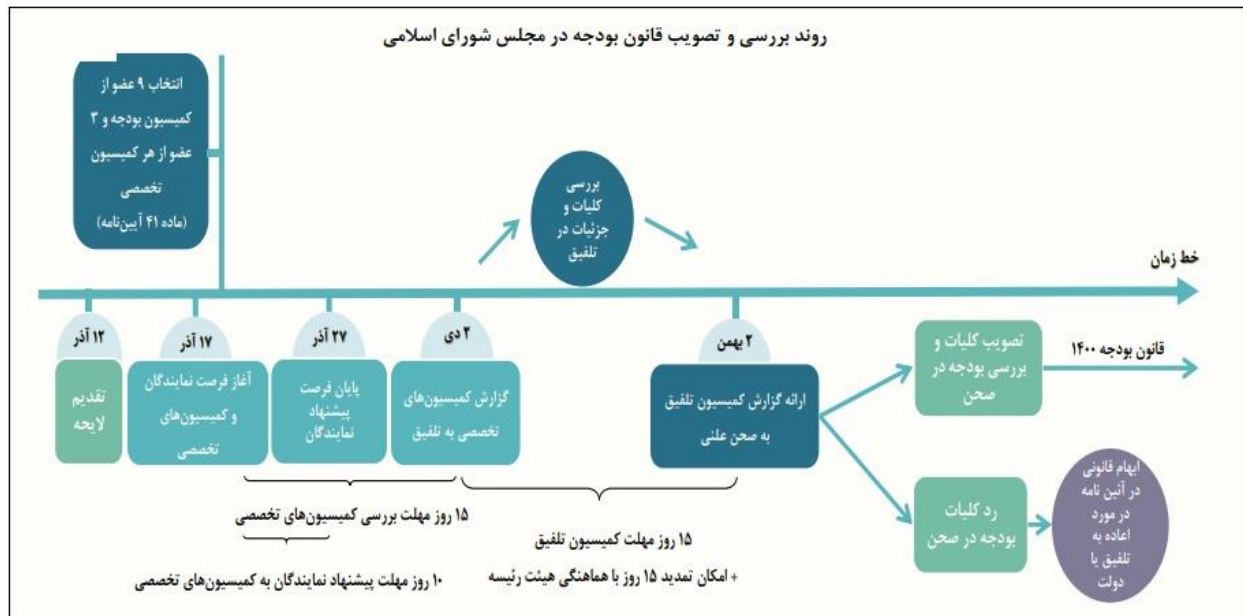 روند بررسی و تصویب قانون بودجه در مجلس شورای اسلامی
انتخاب ۹ عضو از
کمیسیون بودجه و ۳
عضو از هر کمیسیون
تخصصی
(ماده ۴۱ آیین‌نامه)
بررسی
کلیات و
جزئیات در
تلفیق
خط زمان
۱۲ آذر
تقدیم
لایحه
۱۷ آذر
آغاز فرصت نمایندگان
و کمیسیون‌های
تخصصی
۲۷ آذر
پایان فرصت
پیشنهاد
نمایندگان
۲ دی
گزارش کمیسیون‌های
تخصصی به تلفیق
۲ بهمن
ارائه گزارش کمیسیون تلفیق
به صحن علنی
تصویب کلیات و
بررسی بودجه در
صحن
قانون بودجه ۱۴۰۰
رد کلیات
بودجه در صحن
ابهام قانونی
در آئین نامه
در مورد
اعاده به
تلفیق یا
دولت
۱۵ روز مهلت بررسی کمیسیون‌های تخصصی
۱۰ روز مهلت پیشنهاد نمایندگان به کمیسیون‌های تخصصی
۱۵ روز مهلت کمیسیون تلفیق
+ امکان تمدید ۱۵ روز با هماهنگی هیئت رئیسه